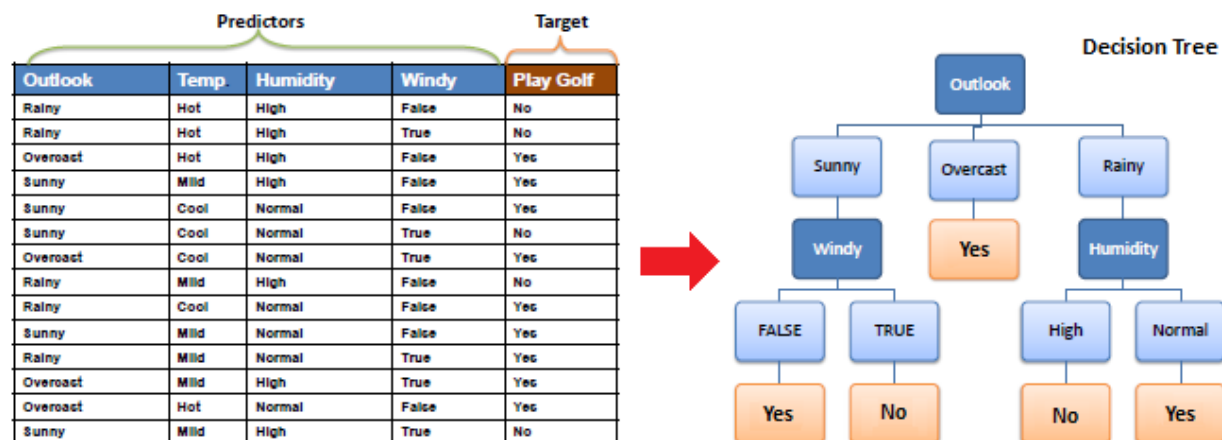 Predictors Target
Outlook Temp. Humidity Windy Play Golf
Rainy Hot High False No
Rainy Hot High True No
Overcast Hot High False Yes
Sunny Mild High False Yes
Sunny Cool Normal False Yes
Sunny Cool Normal True No
Overcast Cool Normal True Yes
Rainy Mild High False No
Rainy Cool Normal False Yes
Sunny Mild Normal False Yes
Rainy Mild Normal True Yes
Overcast Mild High True Yes
Overcast Hot Normal False Yes
Sunny Mild High True No
Decision Tree
Outlook
Sunny Overcast Rainy
Windy Yes Humidity
FALSE TRUE High Normal
Yes No No Yes